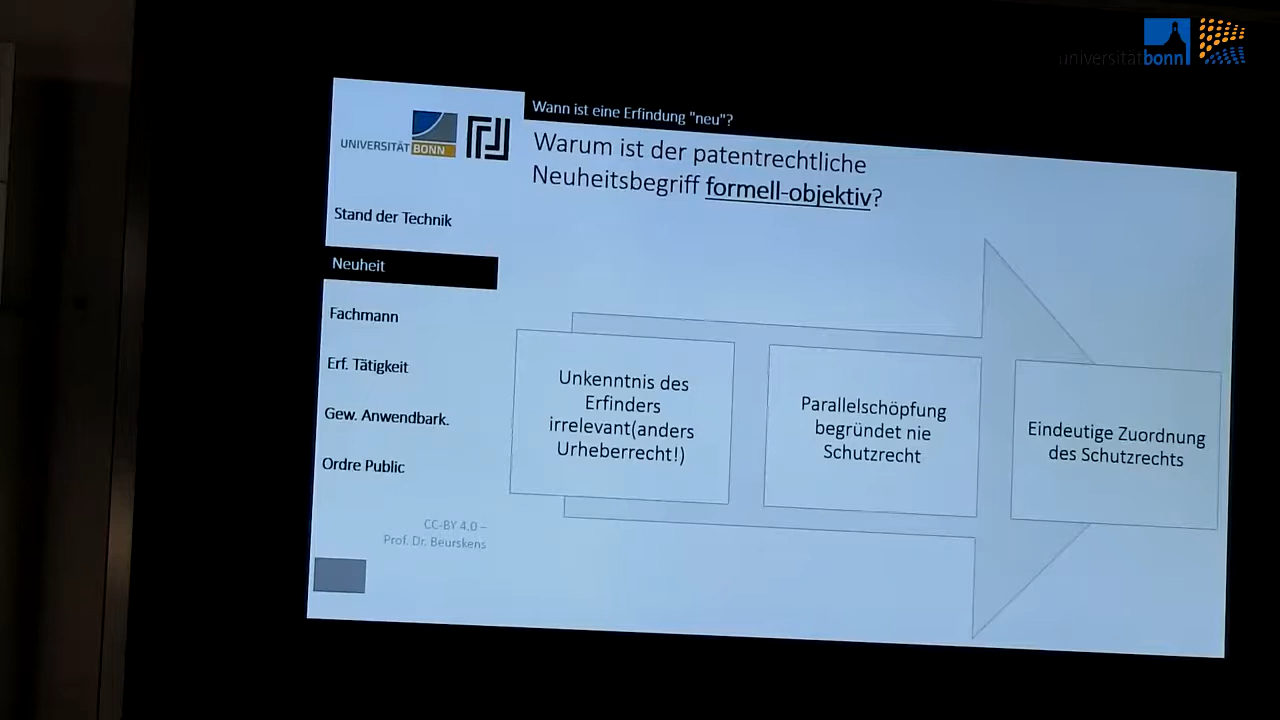 universitätbonn
Wann ist eine Erfindung "neu"?
UNIVERSITÄT BONN
Warum ist der patentrechtliche
Neuheitsbegriff formell-objektiv?
Stand der Technik
Neuheit
Fachmann
Erf. Tätigkeit
Gew. Anwendbark.
Ordre Public
Unkenntnis des
Erfinders
irrelevant(anders
Urheberrecht!)
Parallelschöpfung
begründet nie
Schutzrecht
Eindeutige Zuordnung
des Schutzrechts
CC-BY 4.0 –
Prof. Dr. Beurskens